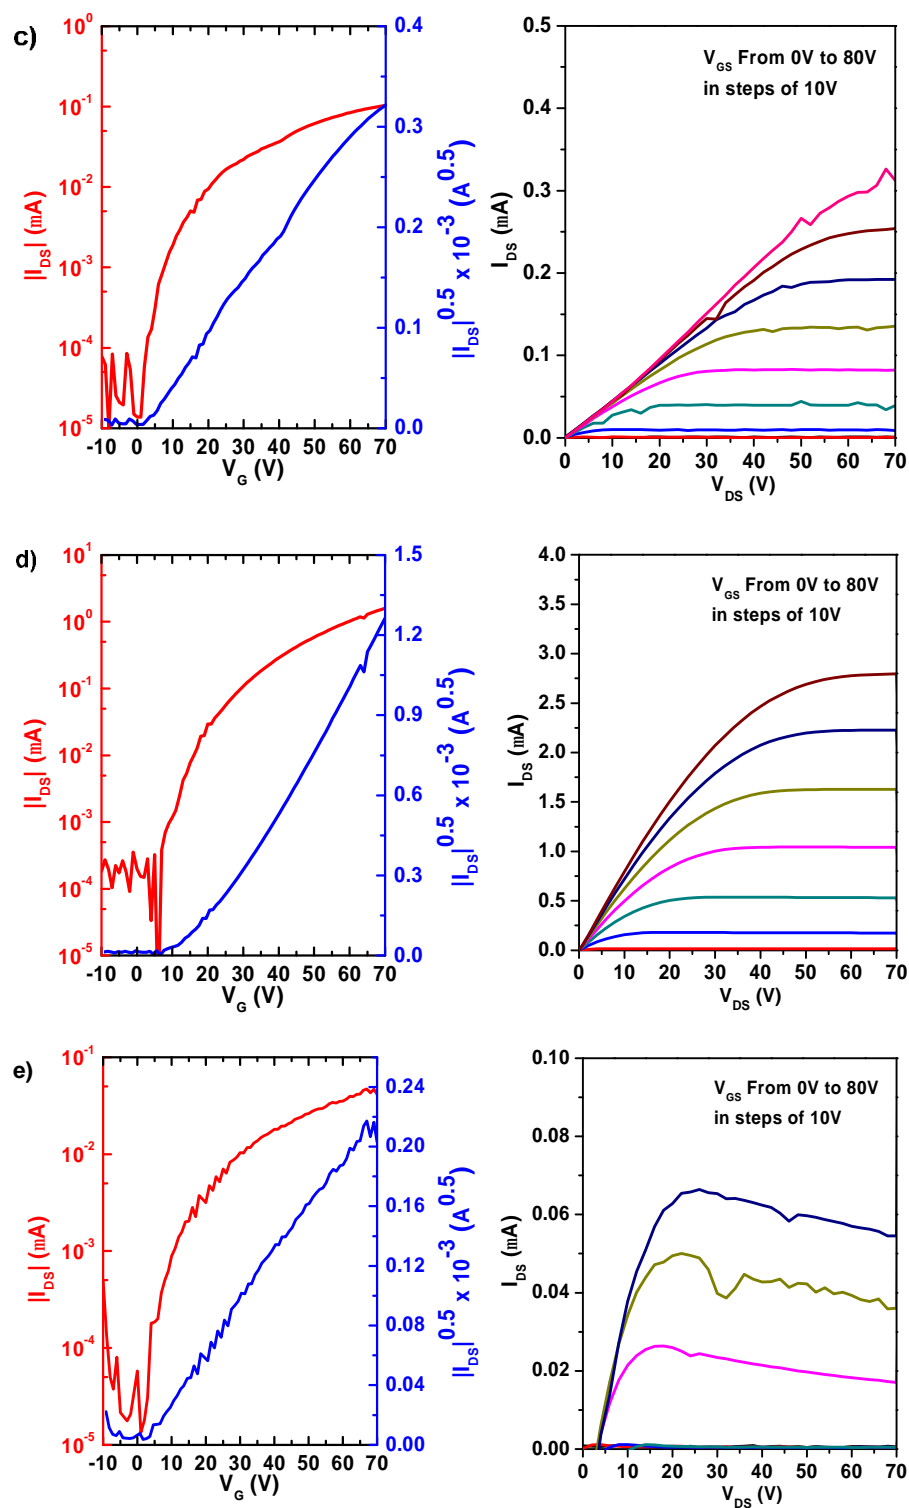 c)
10^0
10^-1
10^-2
10^-3
10^-4
10^-5
|I_DS| (mA)
-10 0 10 20 30 40 50 60 70
V_G (V)
0.4
0.3
0.2
0.1
0.0
|I_DS|^0.5 x 10^-3 (A^0.5)
V_GS From 0V to 80V
in steps of 10V
0.5
0.4
0.3
0.2
0.1
0.0
I_DS (mA)
0 10 20 30 40 50 60 70
V_DS (V)
d)
10^1
10^0
10^-1
10^-2
10^-3
10^-4
10^-5
|I_DS| (mA)
-10 0 10 20 30 40 50 60 70
V_G (V)
1.5
1.2
0.9
0.6
0.3
0.0
|I_DS|^0.5 x 10^-3 (A^0.5)
V_GS From 0V to 80V
in steps of 10V
4.0
3.5
3.0
2.5
2.0
1.5
1.0
0.5
0.0
I_DS (mA)
0 10 20 30 40 50 60 70
V_DS (V)
e)
10^-1
10^-2
10^-3
10^-4
10^-5
|I_DS| (mA)
-10 0 10 20 30 40 50 60 70
V_G (V)
0.24
0.20
0.16
0.12
0.08
0.04
0.00
|I_DS|^0.5 x 10^-3 (A^0.5)
V_GS From 0V to 80V
in steps of 10V
0.10
0.08
0.06
0.04
0.02
0.00
I_DS (mA)
0 10 20 30 40 50 60 70
V_DS (V)